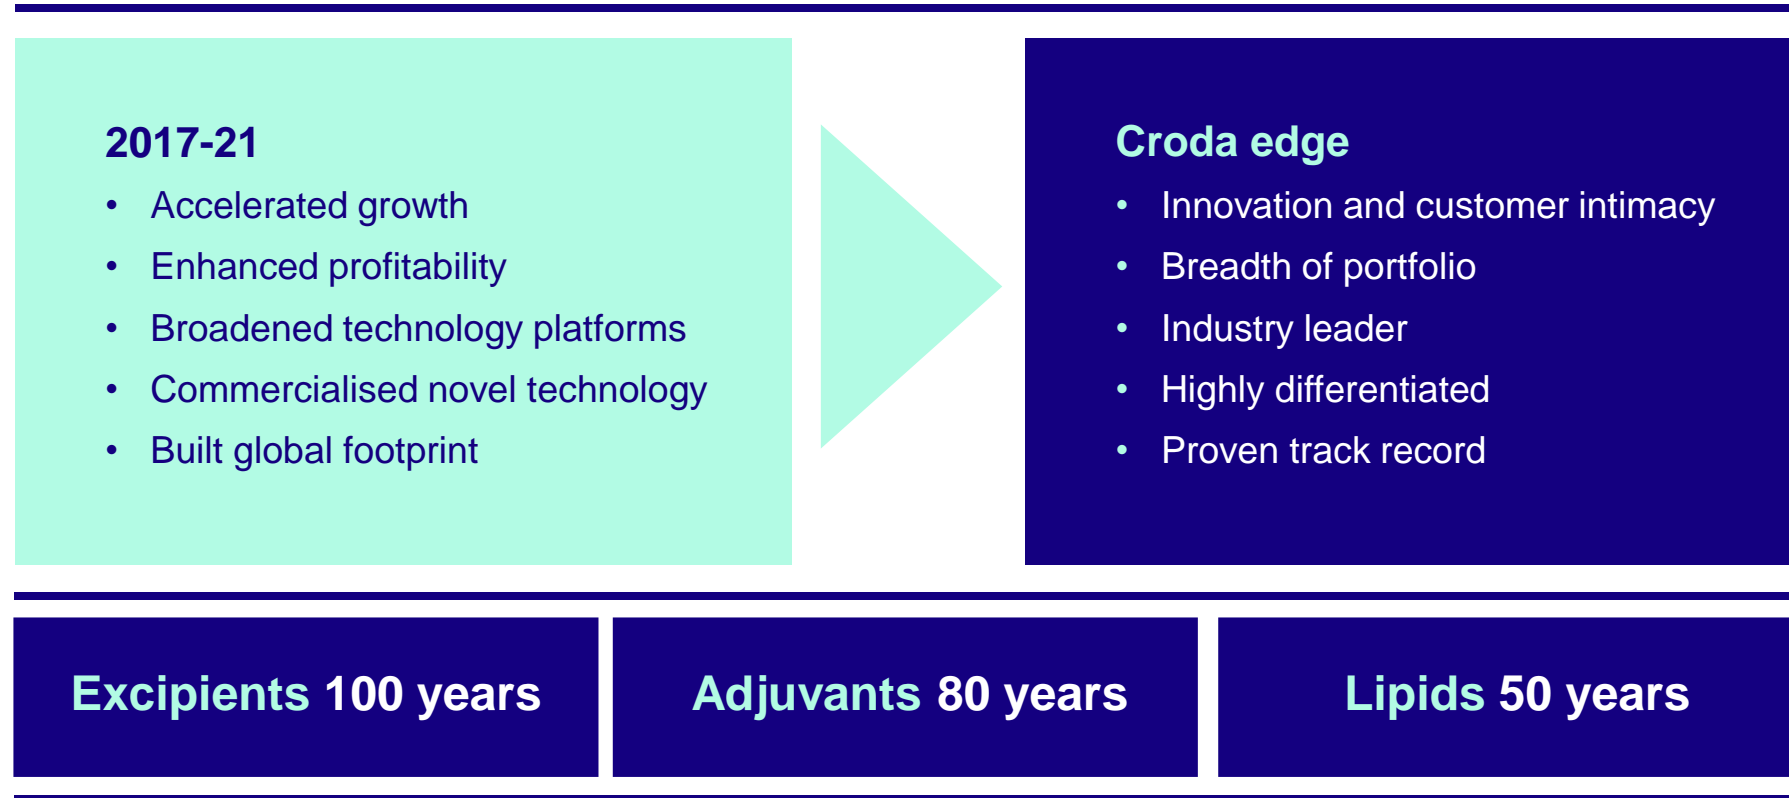 2017-21
• Accelerated growth
• Enhanced profitability
• Broadened technology platforms
• Commercialised novel technology
• Built global footprint
Croda edge
• Innovation and customer intimacy
• Breadth of portfolio
• Industry leader
• Highly differentiated
• Proven track record
Excipients 100 years
Adjuvants 80 years
Lipids 50 years